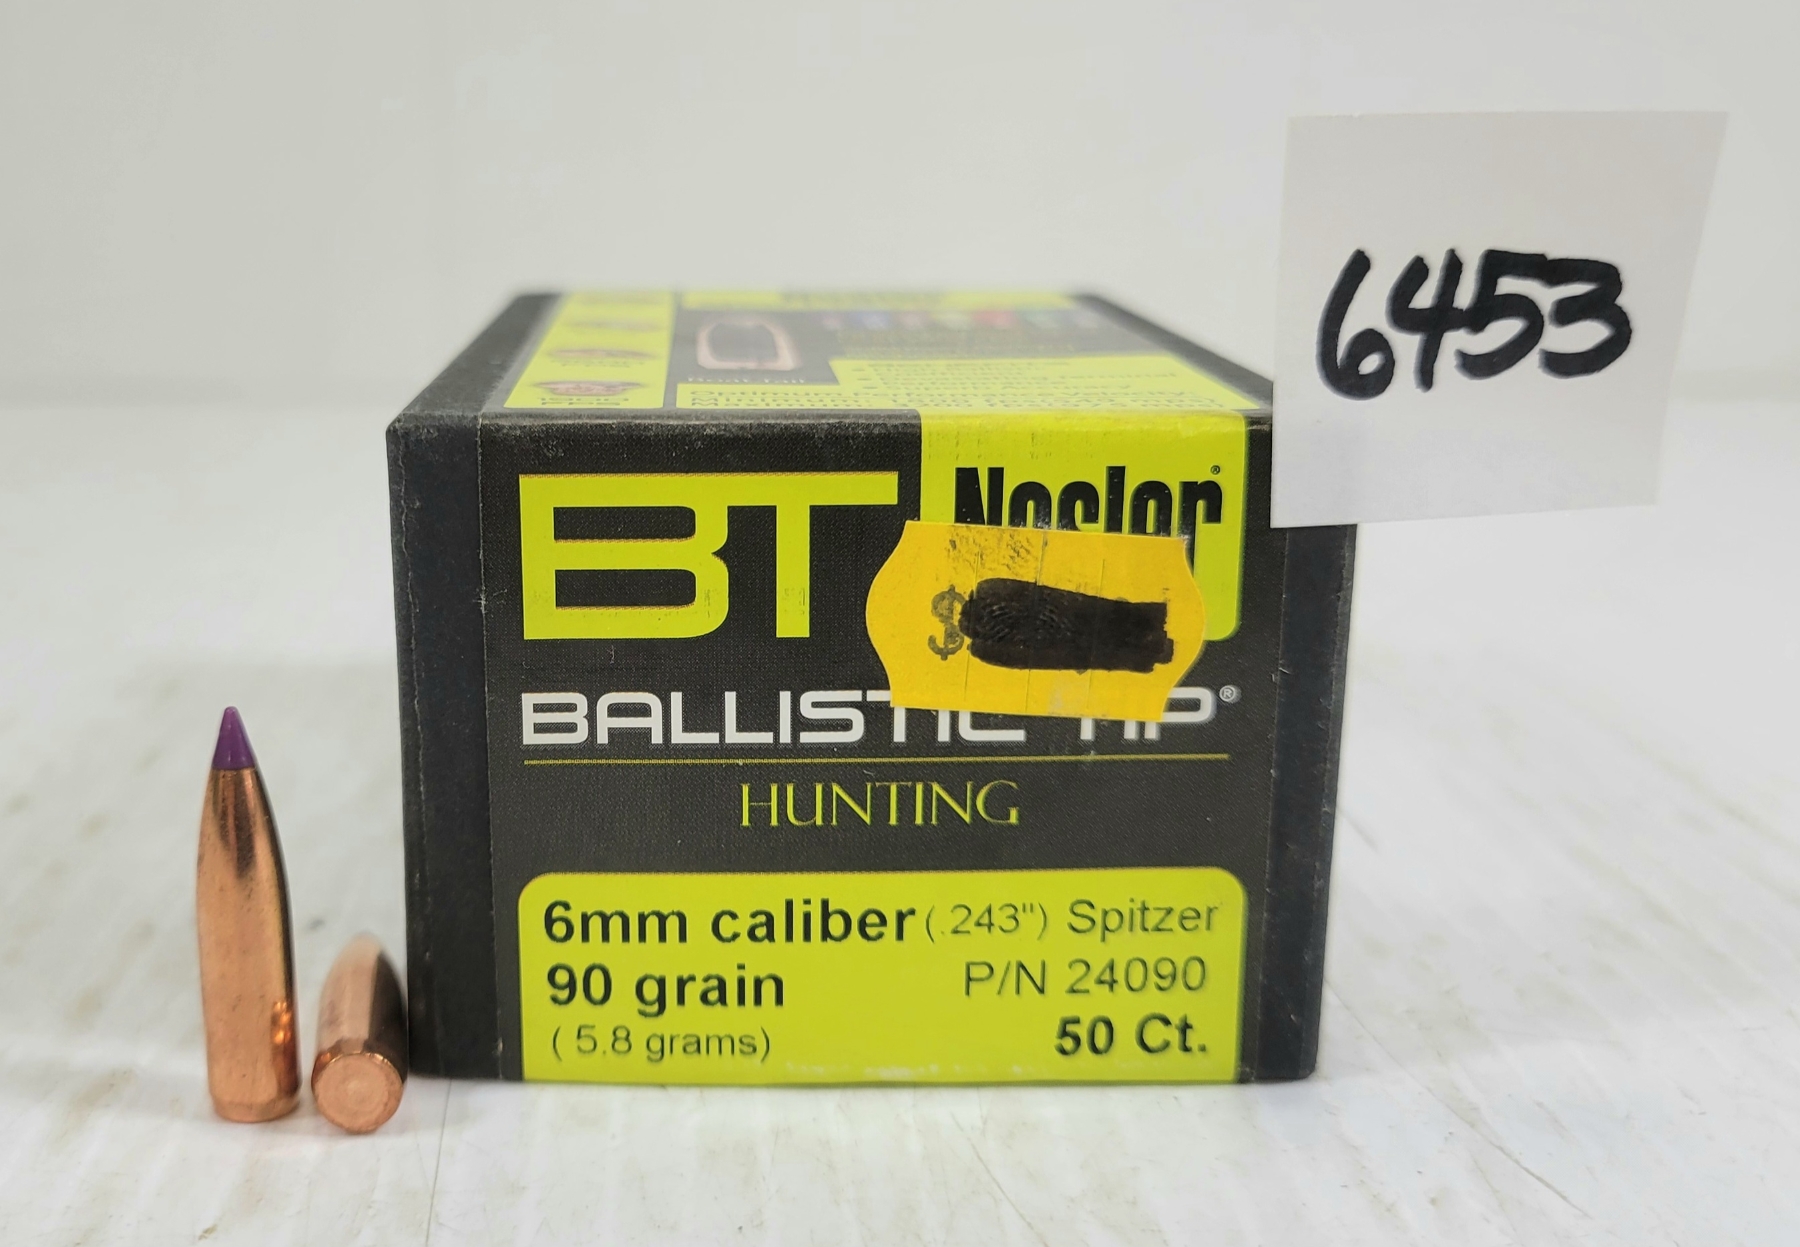 6453
BT
Nosler®
$
BALLISTIC TIP®
HUNTING
6mm caliber (.243") Spitzer
90 grain P/N 24090
(5.8 grams) 50 Ct.